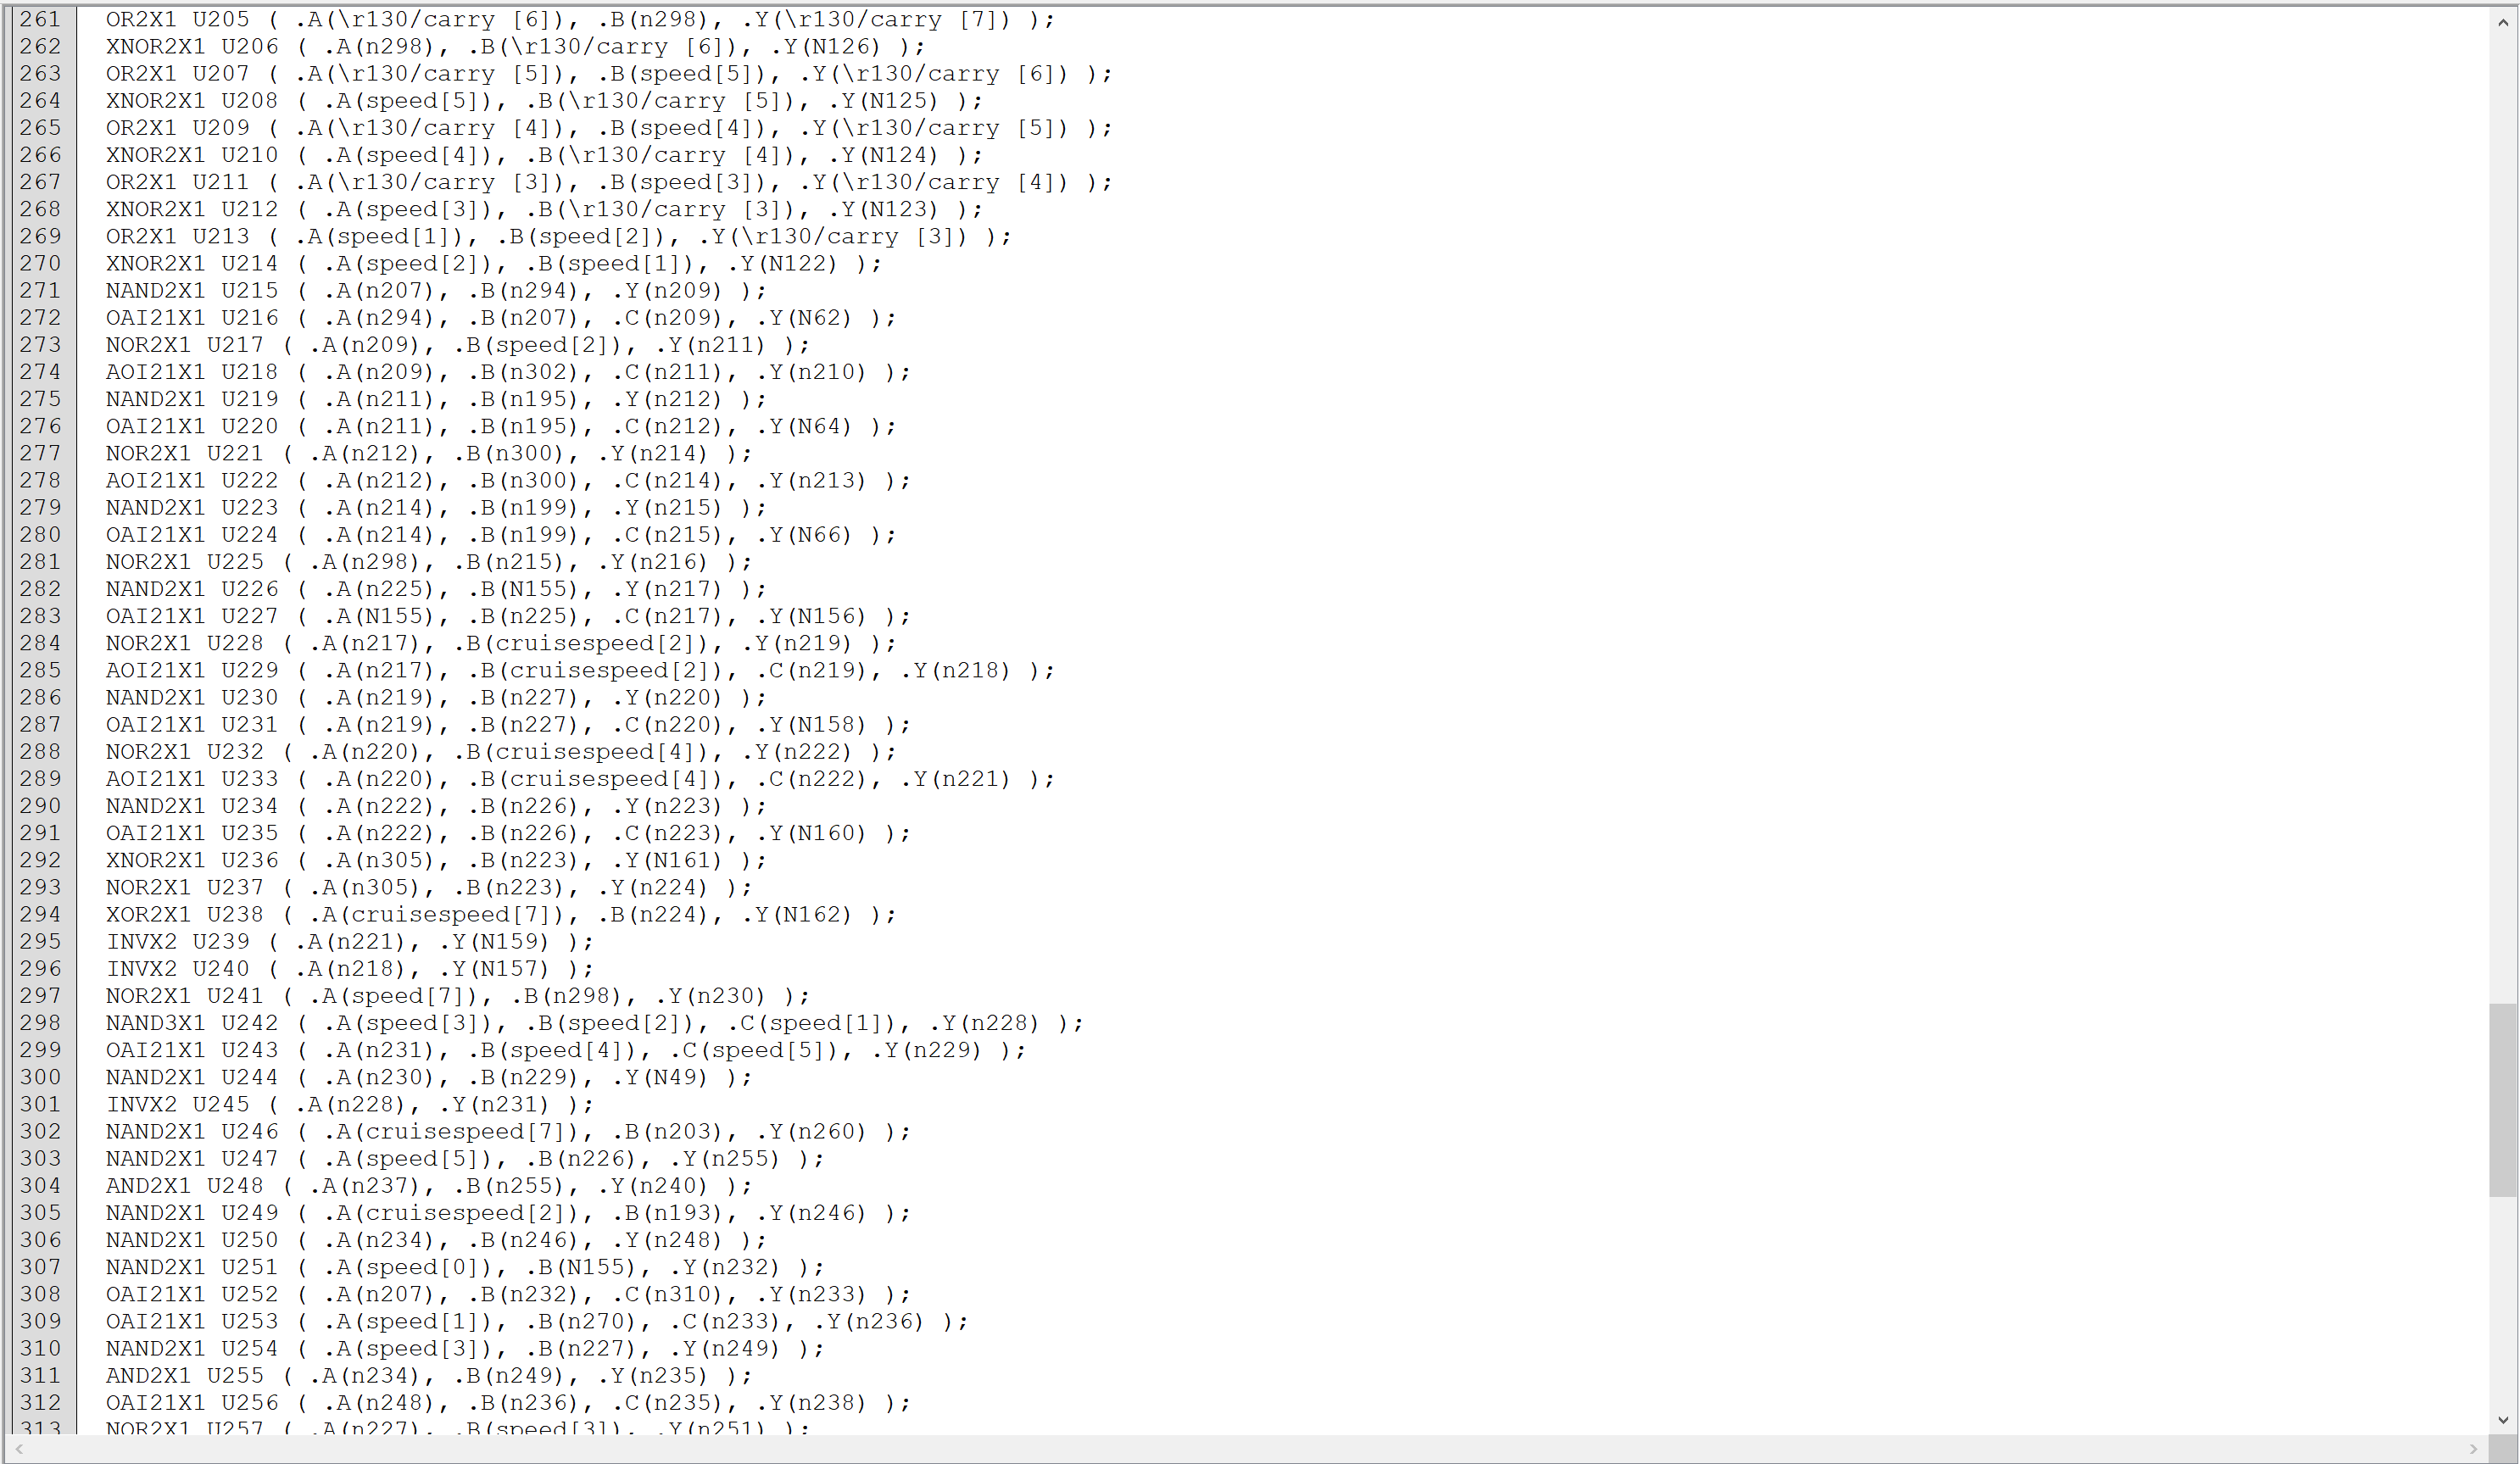 261 OR2X1 U205 ( .A(\r130/carry [6]), .B(n298), .Y(\r130/carry [7]) );
262 XNOR2X1 U206 ( .A(n298), .B(\r130/carry [6]), .Y(N126) );
263 OR2X1 U207 ( .A(\r130/carry [5]), .B(speed[5]), .Y(\r130/carry [6]) );
264 XNOR2X1 U208 ( .A(speed[5]), .B(\r130/carry [5]), .Y(N125) );
265 OR2X1 U209 ( .A(\r130/carry [4]), .B(speed[4]), .Y(\r130/carry [5]) );
266 XNOR2X1 U210 ( .A(speed[4]), .B(\r130/carry [4]), .Y(N124) );
267 OR2X1 U211 ( .A(\r130/carry [3]), .B(speed[3]), .Y(\r130/carry [4]) );
268 XNOR2X1 U212 ( .A(speed[3]), .B(\r130/carry [3]), .Y(N123) );
269 OR2X1 U213 ( .A(speed[1]), .B(speed[2]), .Y(\r130/carry [3]) );
270 XNOR2X1 U214 ( .A(speed[2]), .B(speed[1]), .Y(N122) );
271 NAND2X1 U215 ( .A(n207), .B(n294), .Y(n209) );
272 OAI21X1 U216 ( .A(n294), .B(n207), .C(n209), .Y(N62) );
273 NOR2X1 U217 ( .A(n209), .B(speed[2]), .Y(n211) );
274 AOI21X1 U218 ( .A(n209), .B(n302), .C(n211), .Y(n210) );
275 NAND2X1 U219 ( .A(n211), .B(n195), .Y(n212) );
276 OAI21X1 U220 ( .A(n211), .B(n195), .C(n212), .Y(N64) );
277 NOR2X1 U221 ( .A(n212), .B(n300), .Y(n214) );
278 AOI21X1 U222 ( .A(n212), .B(n300), .C(n214), .Y(n213) );
279 NAND2X1 U223 ( .A(n214), .B(n199), .Y(n215) );
280 OAI21X1 U224 ( .A(n214), .B(n199), .C(n215), .Y(N66) );
281 NOR2X1 U225 ( .A(n298), .B(n215), .Y(n216) );
282 NAND2X1 U226 ( .A(n225), .B(N155), .Y(n217) );
283 OAI21X1 U227 ( .A(N155), .B(n225), .C(n217), .Y(N156) );
284 NOR2X1 U228 ( .A(n217), .B(cruisespeed[2]), .Y(n219) );
285 AOI21X1 U229 ( .A(n217), .B(cruisespeed[2]), .C(n219), .Y(n218) );
286 NAND2X1 U230 ( .A(n219), .B(n227), .Y(n220) );
287 OAI21X1 U231 ( .A(n219), .B(n227), .C(n220), .Y(N158) );
288 NOR2X1 U232 ( .A(n220), .B(cruisespeed[4]), .Y(n222) );
289 AOI21X1 U233 ( .A(n220), .B(cruisespeed[4]), .C(n222), .Y(n221) );
290 NAND2X1 U234 ( .A(n222), .B(n226), .Y(n223) );
291 OAI21X1 U235 ( .A(n222), .B(n226), .C(n223), .Y(N160) );
292 XNOR2X1 U236 ( .A(n305), .B(n223), .Y(N161) );
293 NOR2X1 U237 ( .A(n305), .B(n223), .Y(n224) );
294 XOR2X1 U238 ( .A(cruisespeed[7]), .B(n224), .Y(N162) );
295 INVX2 U239 ( .A(n221), .Y(N159) );
296 INVX2 U240 ( .A(n218), .Y(N157) );
297 NOR2X1 U241 ( .A(speed[7]), .B(n298), .Y(n230) );
298 NAND3X1 U242 ( .A(speed[3]), .B(speed[2]), .C(speed[1]), .Y(n228) );
299 OAI21X1 U243 ( .A(n231), .B(speed[4]), .C(speed[5]), .Y(n229) );
300 NAND2X1 U244 ( .A(n230), .B(n229), .Y(N49) );
301 INVX2 U245 ( .A(n228), .Y(n231) );
302 NAND2X1 U246 ( .A(cruisespeed[7]), .B(n203), .Y(n260) );
303 NAND2X1 U247 ( .A(speed[5]), .B(n226), .Y(n255) );
304 AND2X1 U248 ( .A(n237), .B(n255), .Y(n240) );
305 NAND2X1 U249 ( .A(cruisespeed[2]), .B(n193), .Y(n246) );
306 NAND2X1 U250 ( .A(n234), .B(n246), .Y(n248) );
307 NAND2X1 U251 ( .A(speed[0]), .B(N155), .Y(n232) );
308 OAI21X1 U252 ( .A(n207), .B(n232), .C(n310), .Y(n233) );
309 OAI21X1 U253 ( .A(speed[1]), .B(n270), .C(n233), .Y(n236) );
310 NAND2X1 U254 ( .A(speed[3]), .B(n227), .Y(n249) );
311 AND2X1 U255 ( .A(n234), .B(n249), .Y(n235) );
312 OAI21X1 U256 ( .A(n248), .B(n236), .C(n235), .Y(n238) );
313 NOR2X1 U257 ( .A(n227), .B(speed[3]), .Y(n251) );